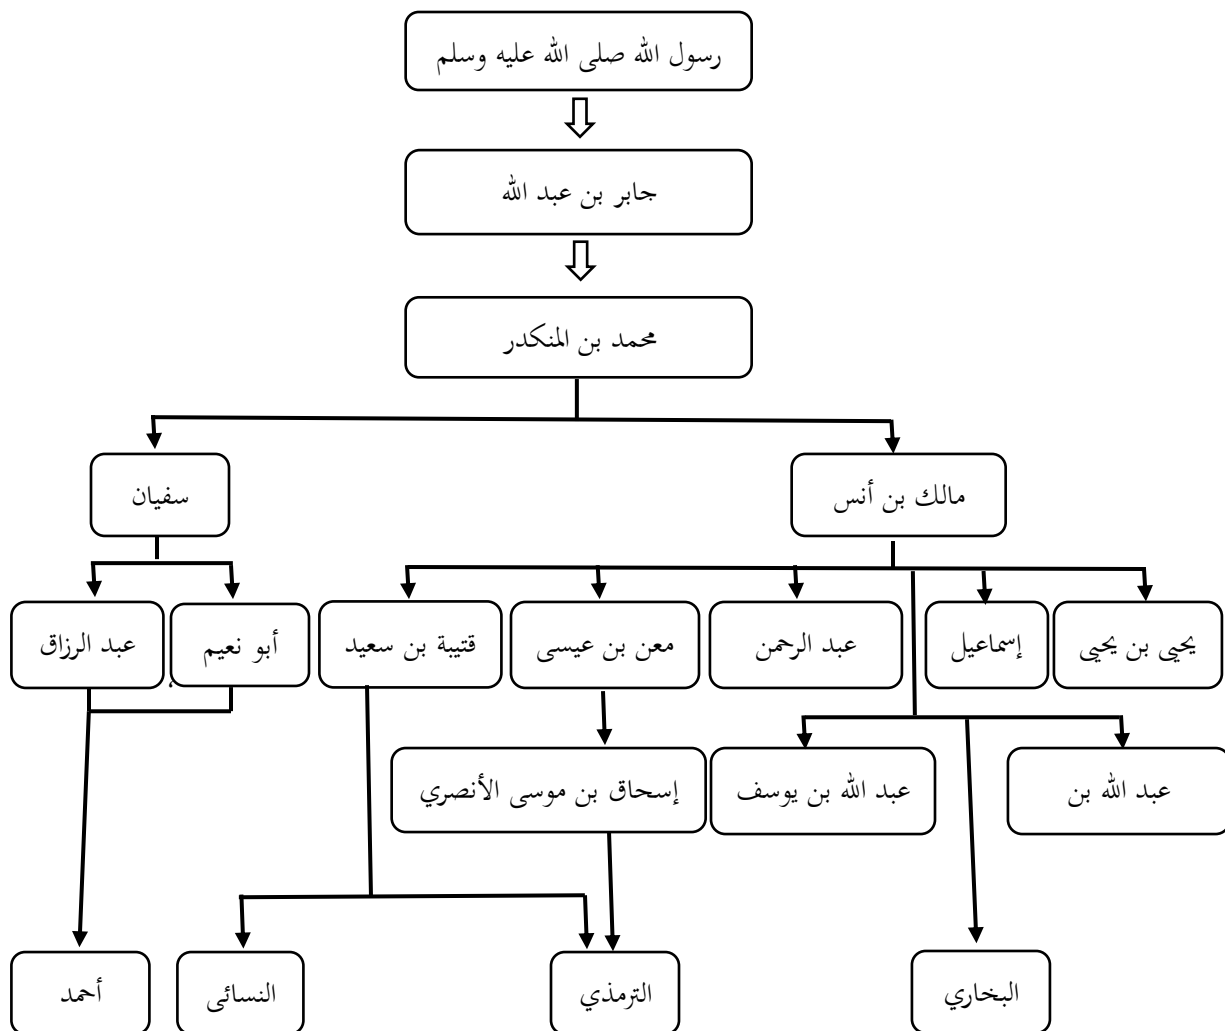 رسول الله صلى الله عليه وسلم
جابر بن عبد الله
محمد بن المنكدر
مالك بن أنس
سفيان
يحيى بن يحيى
إسماعيل
عبد الرحمن
معن بن عيسى
قتيبة بن سعيد
أبو نعيم
عبد الرزاق
عبد الله بن
عبد الله بن يوسف
إسحاق بن موسى الأنصري
البخاري
الترمذي
النسائى
أحمد